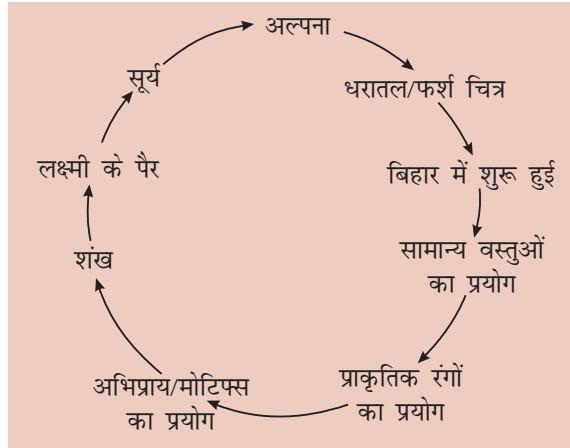 अल्पना
धरातल/फर्श चित्र
बिहार में शुरू हुई
सामान्य वस्तुओं
का प्रयोग
प्राकृतिक रंगों
का प्रयोग
अभिप्राय/मोटिफ्स
का प्रयोग
शंख
लक्ष्मी के पैर
सूर्य